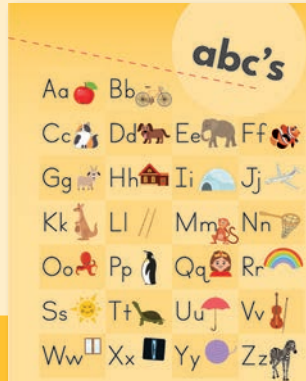 abc's
Aa Bb
Cc Dd Ee Ff
Gg Hh Ii Jj
Kk Ll Mm Nn
Oo Pp Qq Rr
Ss Tt Uu Vv
Ww Xx Yy Zz